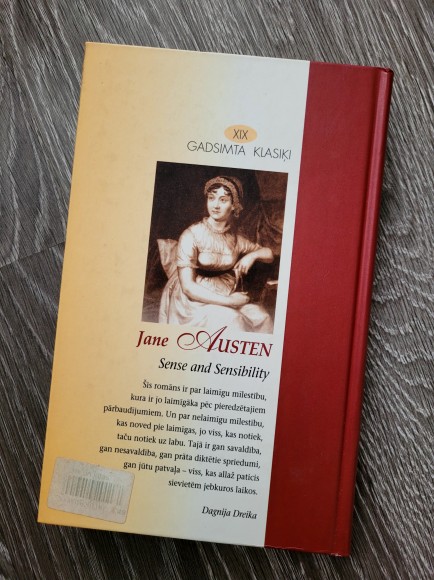 XIX
GADSIMTA KLASIĶI
Jane AUSTEN
Sense and Sensibility
Šis romāns ir par laimīgu mīlestību,
kura ir jo laimīgāka pēc pieredzētajiem
pārbaudījumiem. Un par nelaimīgu mīlestību,
kas noved pie laimīgas, jo viss, kas notiek,
taču notiek uz labu. Tajā ir gan savaldība,
gan nesavaldība, gan prāta diktētie spriedumi,
gan jūtu patvaļa – viss, kas allaž paticis
sievietēm jebkuros laikos.
Dagnija Dreika